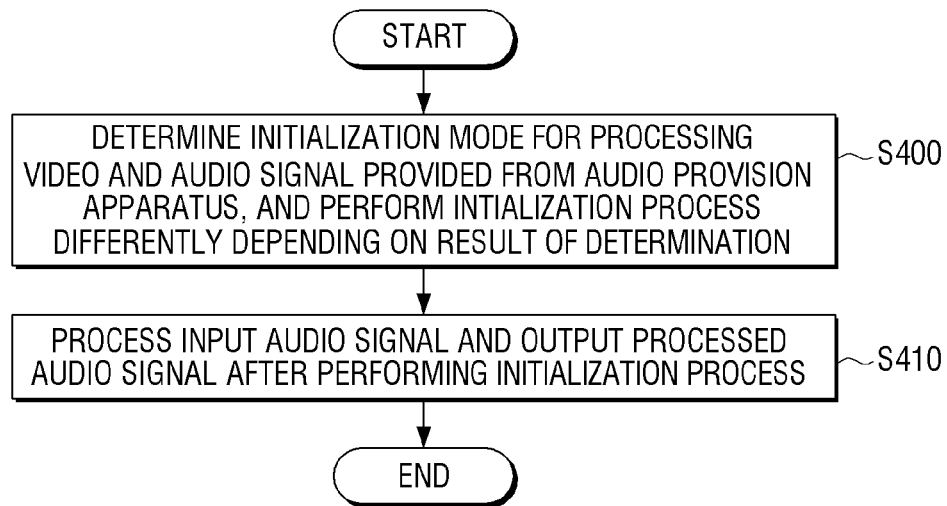 START
DETERMINE INITIALIZATION MODE FOR PROCESSING
VIDEO AND AUDIO SIGNAL PROVIDED FROM AUDIO PROVISION
APPARATUS, AND PERFORM INTIALIZATION PROCESS
DIFFERENTLY DEPENDING ON RESULT OF DETERMINATION
S400
PROCESS INPUT AUDIO SIGNAL AND OUTPUT PROCESSED
AUDIO SIGNAL AFTER PERFORMING INITIALIZATION PROCESS
S410
END